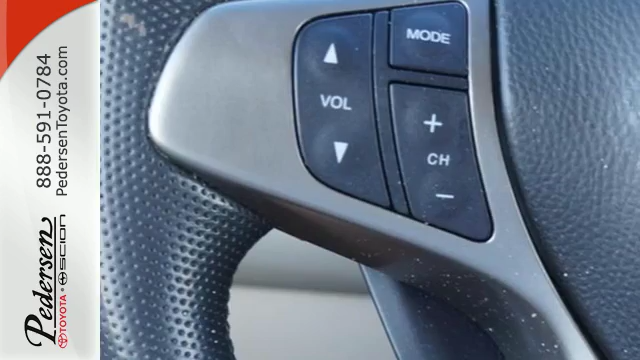 888-591-0784
PedersenToyota.com
Pedersen
TOYOTA • SCION
MODE
VOL
+
CH
−